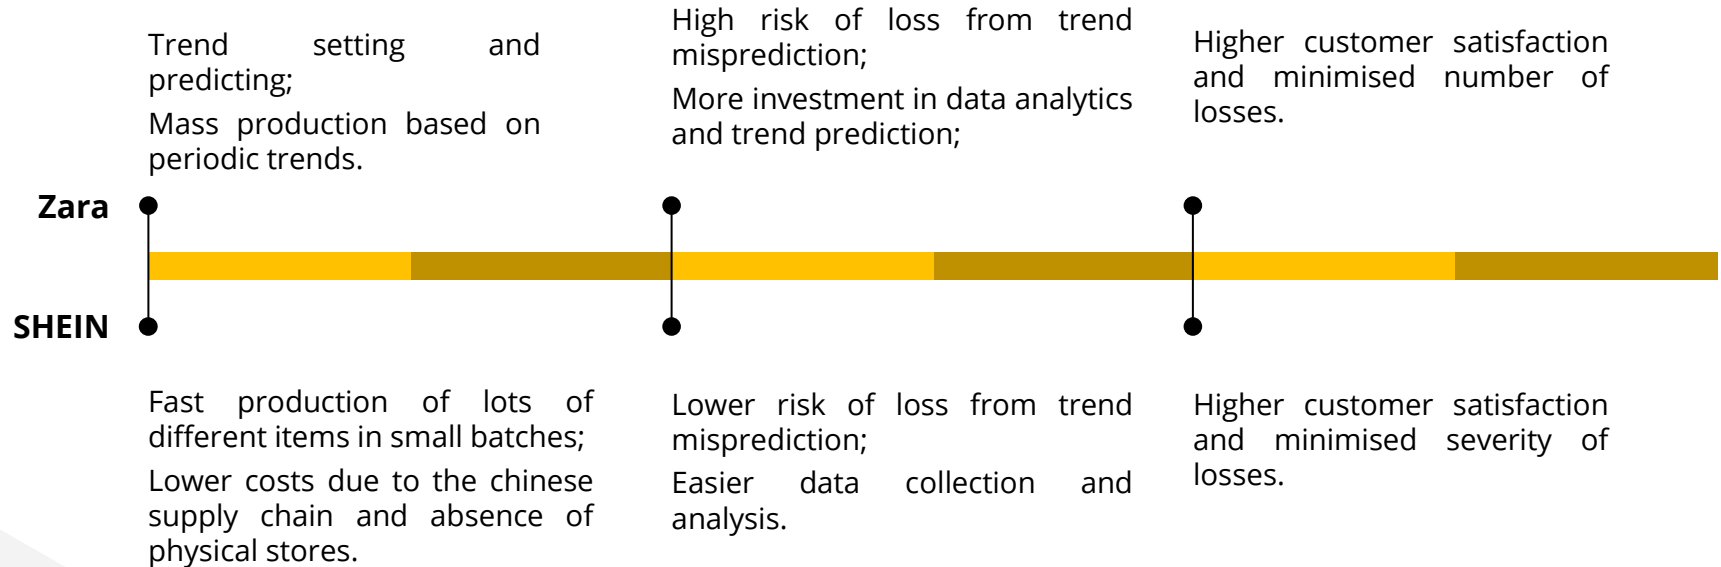 Trend setting and
predicting;
Mass production based on
periodic trends.
High risk of loss from trend
misprediction;
More investment in data analytics
and trend prediction;
Higher customer satisfaction
and minimised number of
losses.
Zara
SHEIN
Fast production of lots of
different items in small batches;
Lower costs due to the chinese
supply chain and absence of
physical stores.
Lower risk of loss from trend
misprediction;
Easier data collection and
analysis.
Higher customer satisfaction
and minimised severity of
losses.